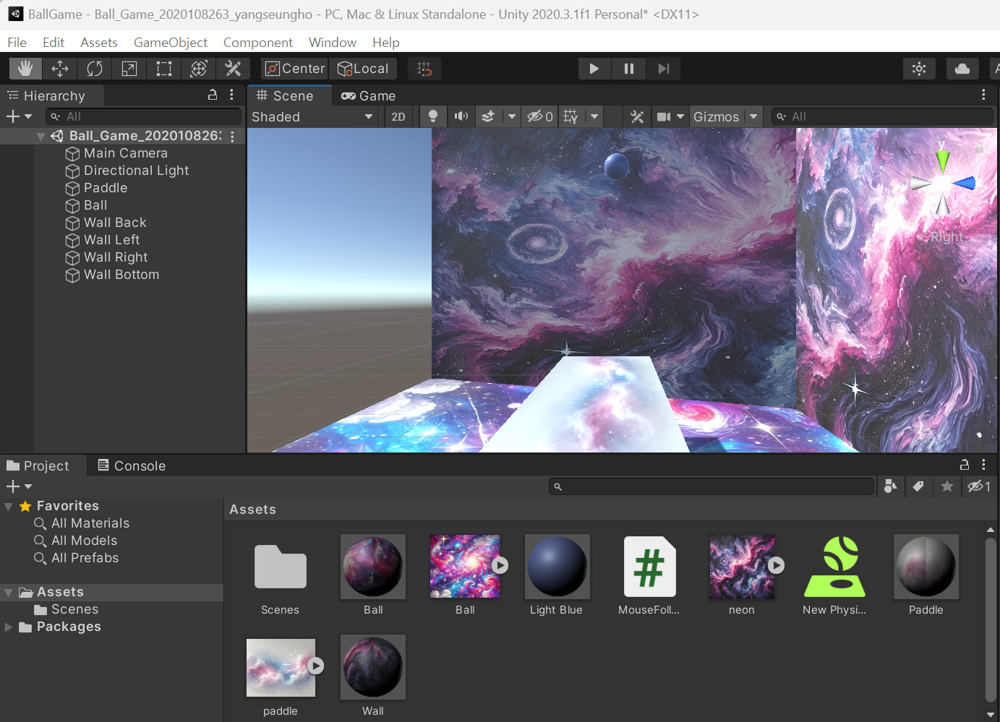 BallGame - Ball_Game_2020108263_yangseungho - PC, Mac & Linux Standalone - Unity 2020.3.1f1 Personal* <DX11>
File Edit Assets GameObject Component Window Help
Center Local
Hierarchy
All
Ball_Game_202010826
Main Camera
Directional Light
Paddle
Ball
Wall Back
Wall Left
Wall Right
Wall Bottom
Scene Game
Shaded 2D 0 Gizmos All
y
Right
Project Console
1
Favorites
All Materials
All Models
All Prefabs
Assets
Scenes
Packages
Assets
Scenes Ball Ball Light Blue MouseFoll... neon New Physi... Paddle
paddle Wall